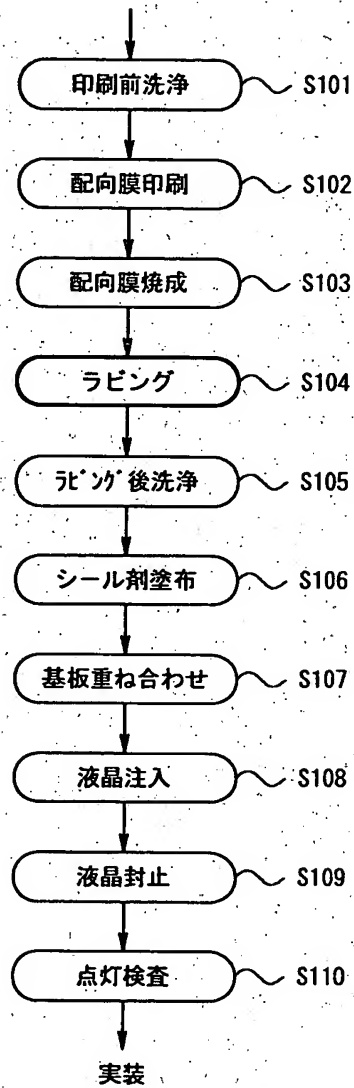 印刷前洗浄 S101
配向膜印刷 S102
配向膜焼成 S103
ラビング S104
ﾗﾋﾞﾝｸﾞ後洗浄 S105
シール剤塗布 S106
基板重ね合わせ S107
液晶注入 S108
液晶封止 S109
点灯検査 S110
実装